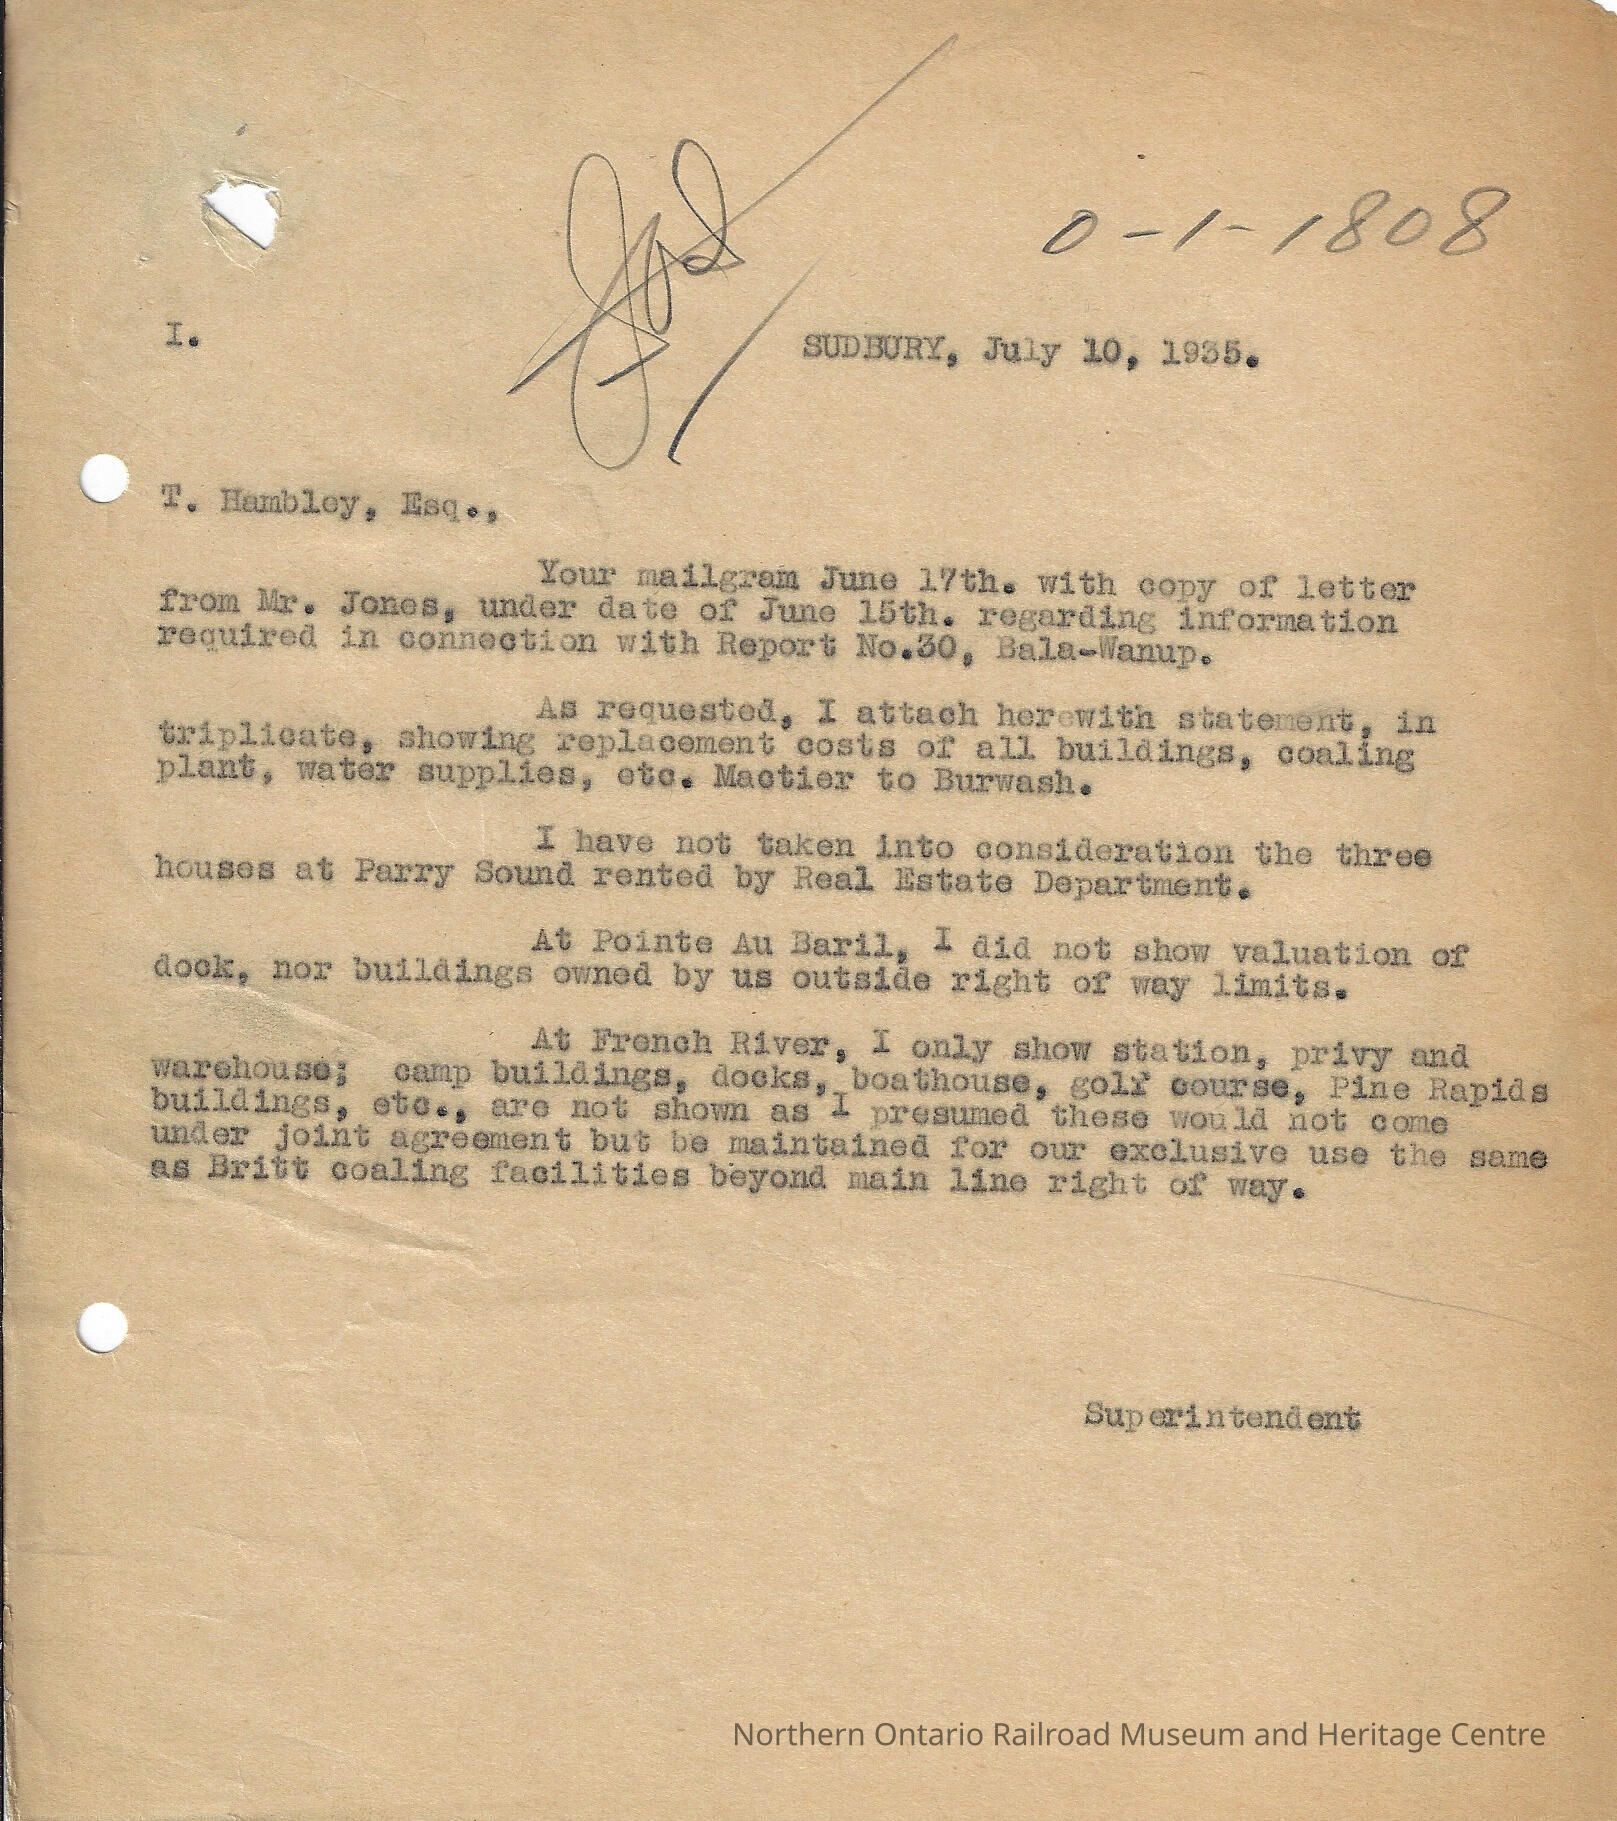 0-1-1808
I.
SUDBURY, July 10, 1935.
T. Hambley, Esq.,
Your mailgram June 17th. with copy of letter
from Mr. Jones, under date of June 15th. regarding information
required in connection with Report No.30, Bala-Wanup.
As requested, I attach herewith statement, in
triplicate, showing replacement costs of all buildings, coaling
plant, water supplies, etc. Mactier to Burwash.
I have not taken into consideration the three
houses at Parry Sound rented by Real Estate Department.
At Pointe Au Baril, I did not show valuation of
dock, nor buildings owned by us outside right of way limits.
At French River, I only show station, privy and
warehouse; camp buildings, docks, boathouse, golf course, Pine Rapids
buildings, etc., are not shown as I presumed these would not come
under joint agreement but be maintained for our exclusive use the same
as Britt coaling facilities beyond main line right of way.
Superintendent
Northern Ontario Railroad Museum and Heritage Centre